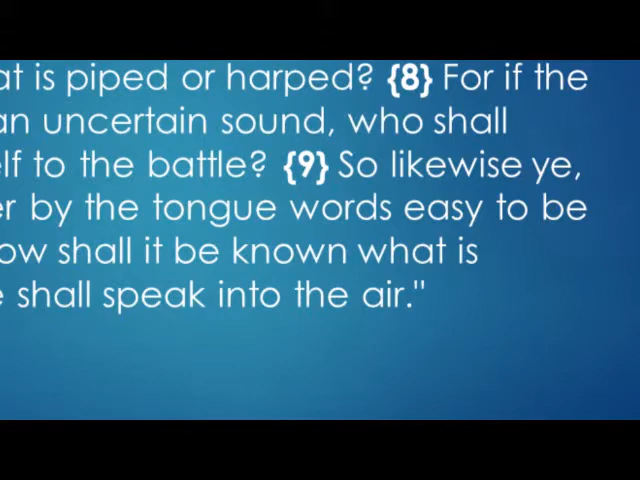 at is piped or harped? {8} For if the
an uncertain sound, who shall
elf to the battle? {9} So likewise ye,
er by the tongue words easy to be
ow shall it be known what is
e shall speak into the air."